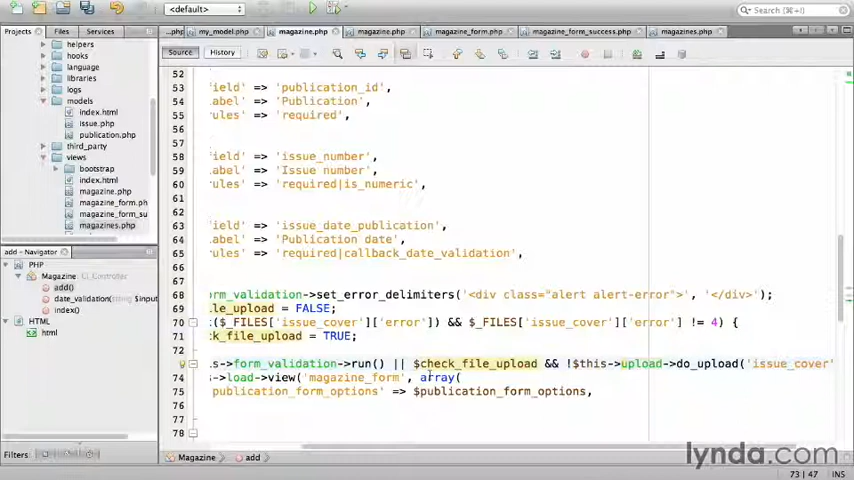 <default>
Search (⌘+I)
Projects
Files
Services
...php
my_model.php
magazine.php
magazine.php
magazine_form.php
magazine_form_success.php
magazines.php
Source
History
helpers
hooks
language
libraries
logs
models
index.html
issue.php
publication.php
third_party
views
bootstrap
index.html
magazine.php
magazine_form.ph
magazine_form_su
magazines.php
add - Navigator
PHP
Magazine:
add()
date_validation(string $input
index()
HTML
html
Filters:
52
53 ield' => 'publication_id',
54 abel' => 'Publication',
55 ules' => 'required',
56
57
58 ield' => 'issue_number',
59 abel' => 'Issue number',
60 ules' => 'required|is_numeric',
61
62
63 ield' => 'issue_date_publication',
64 abel' => 'Publication date',
65 ules' => 'required|callback_date_validation',
66
67
68 orm_validation->set_error_delimiters('<div class="alert alert-error">', '</div>');
69 le_upload = FALSE;
70 ($_FILES['issue_cover']['error']) && $_FILES['issue_cover']['error'] != 4) {
71 ck_file_upload = TRUE;
72
s->form_validation->run() || $check_file_upload && !$this->upload->do_upload('issue_cover'
74 s->load->view('magazine_form', array(
75 publication_form_options' => $publication_form_options,
76
77
78
Magazine
add
lynda.com
73 / 47
INS